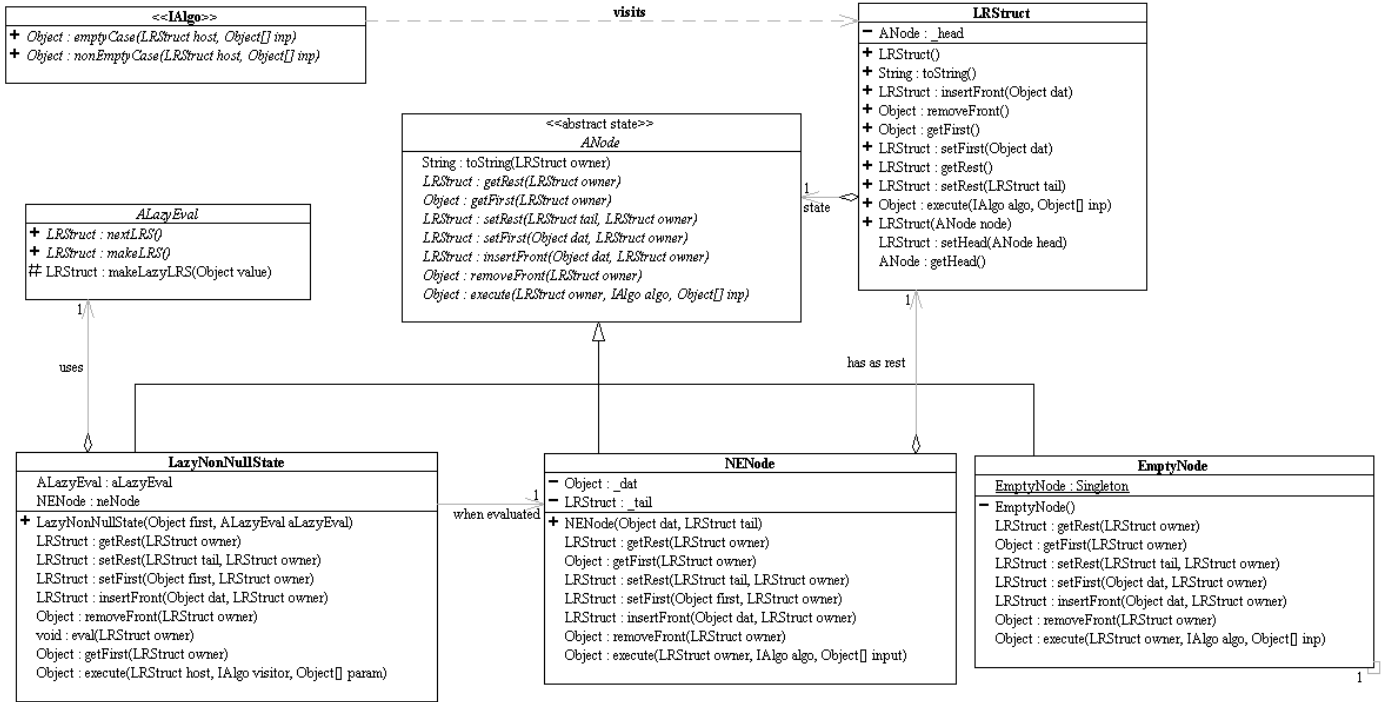 <<IAlgo>>
+ Object : emptyCase(LRStruct host, Object[] inp)
+ Object : nonEmptyCase(LRStruct host, Object[] inp)
visits
LRStruct
− ANode : _head
+ LRStruct()
+ String : toString()
+ LRStruct : insertFront(Object dat)
+ Object : removeFront()
+ Object : getFirst()
+ LRStruct : setFirst(Object dat)
+ LRStruct : getRest()
+ LRStruct : setRest(LRStruct tail)
+ Object : execute(IAlgo algo, Object[] inp)
+ LRStruct(ANode node)
LRStruct : setHead(ANode head)
ANode : getHead()
<<abstract state>>
ANode
String : toString(LRStruct owner)
LRStruct : getRest(LRStruct owner)
Object : getFirst(LRStruct owner)
LRStruct : setRest(LRStruct tail, LRStruct owner)
LRStruct : setFirst(Object dat, LRStruct owner)
LRStruct : insertFront(Object dat, LRStruct owner)
Object : removeFront(LRStruct owner)
Object : execute(LRStruct owner, IAlgo algo, Object[] inp)
1
state
ALazyEval
+ LRStruct : nextLRS()
+ LRStruct : makeLRS()
# LRStruct : makeLazyLRS(Object value)
1
uses
1
has as rest
LazyNonNullState
ALazyEval : aLazyEval
NENode : neNode
+ LazyNonNullState(Object first, ALazyEval aLazyEval)
LRStruct : getRest(LRStruct owner)
LRStruct : setRest(LRStruct tail, LRStruct owner)
LRStruct : setFirst(Object first, LRStruct owner)
LRStruct : insertFront(Object dat, LRStruct owner)
Object : removeFront(LRStruct owner)
void : eval(LRStruct owner)
Object : getFirst(LRStruct owner)
Object : execute(LRStruct host, IAlgo visitor, Object[] param)
1
when evaluated
NENode
− Object : _dat
− LRStruct : _tail
+ NENode(Object dat, LRStruct tail)
LRStruct : getRest(LRStruct owner)
Object : getFirst(LRStruct owner)
LRStruct : setRest(LRStruct tail, LRStruct owner)
LRStruct : setFirst(Object first, LRStruct owner)
LRStruct : insertFront(Object dat, LRStruct owner)
Object : removeFront(LRStruct owner)
Object : execute(LRStruct owner, IAlgo algo, Object[] input)
EmptyNode
EmptyNode : Singleton
− EmptyNode()
LRStruct : getRest(LRStruct owner)
Object : getFirst(LRStruct owner)
LRStruct : setRest(LRStruct tail, LRStruct owner)
LRStruct : setFirst(Object dat, LRStruct owner)
LRStruct : insertFront(Object dat, LRStruct owner)
Object : removeFront(LRStruct owner)
Object : execute(LRStruct owner, IAlgo algo, Object[] inp)
1